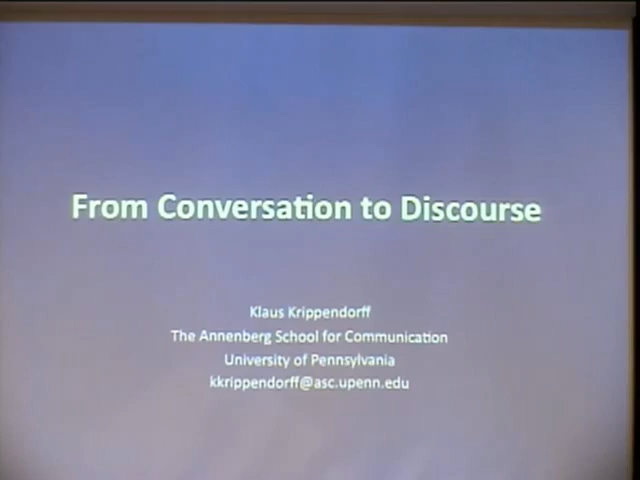 From Conversation to Discourse
Klaus Krippendorff
The Annenberg School for Communication
University of Pennsylvania
kkrippendorff@asc.upenn.edu